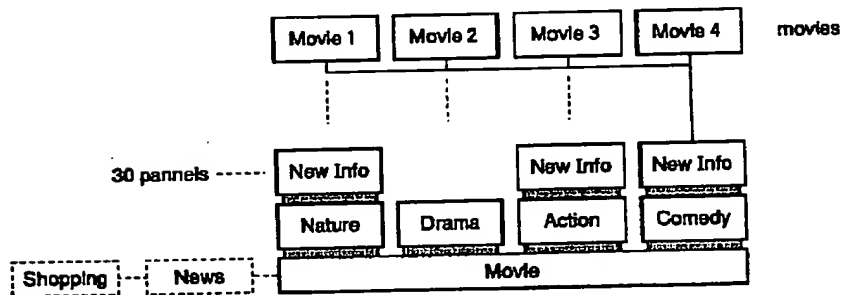 Movie 1 Movie 2 Movie 3 Movie 4 movies
30 pannels New Info New Info New Info
Nature Drama Action Comedy
Shopping News Movie